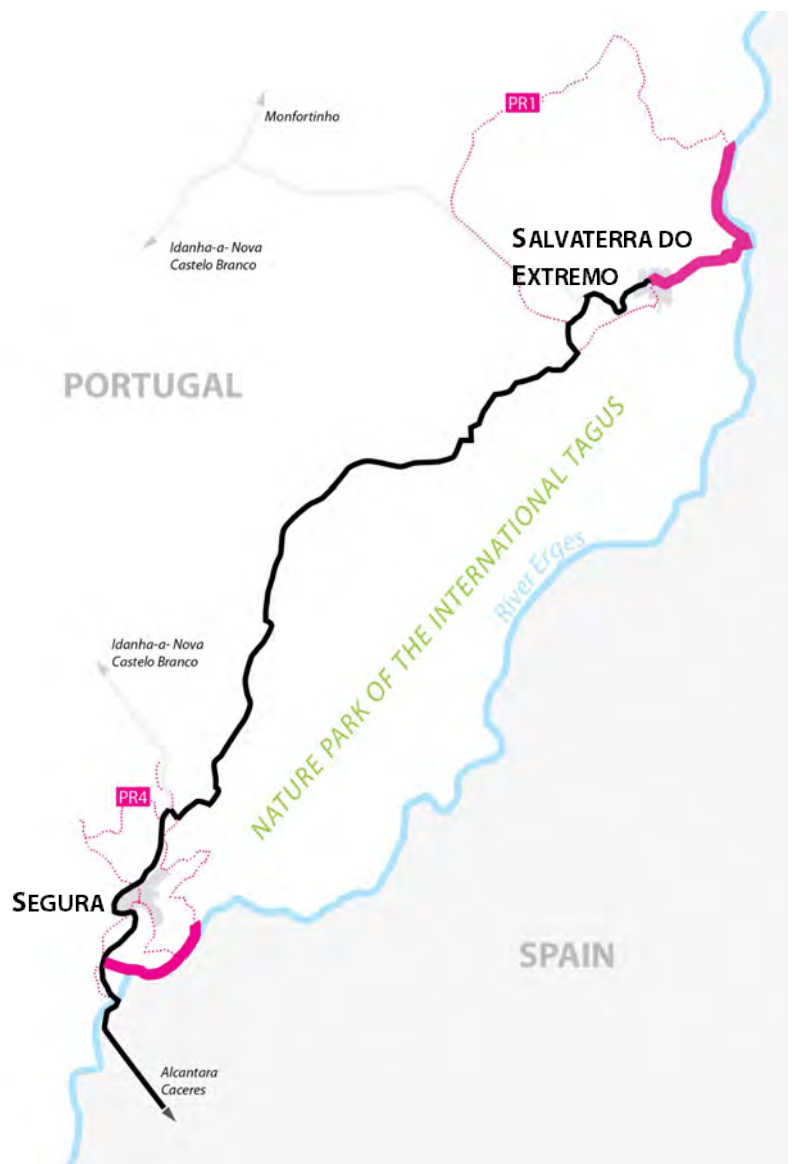 PR1
Monfortinho
SALVATERRA DO
EXTREMO
Idanha-a- Nova
Castelo Branco
PORTUGAL
NATURE PARK OF THE INTERNATIONAL TAGUS
River Erges
Idanha-a- Nova
Castelo Branco
PR4
SEGURA
SPAIN
Alcantara
Caceres